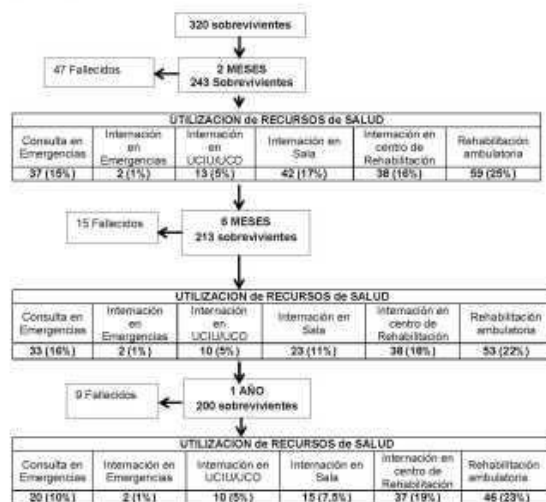 320 sobrevivientes
47 Fallecidos
2 MESES
243 Sobrevivientes
UTILIZACION de RECURSOS de SALUD
Consulta en Emergencias | Internación en Emergencias | Internación en UCIU/UCO | Internación en Sala | Internación en centro de Rehabilitación | Rehabilitación ambulatoria
37 (15%) | 2 (1%) | 13 (5%) | 42 (17%) | 38 (16%) | 59 (25%)
15 Fallecidos
6 MESES
213 sobrevivientes
UTILIZACION de RECURSOS de SALUD
Consulta en Emergencias | Internación en Emergencias | Internación en UCIU/UCO | Internación en Sala | Internación en centro de Rehabilitación | Rehabilitación ambulatoria
33 (16%) | 2 (1%) | 10 (5%) | 23 (11%) | 38 (18%) | 53 (22%)
9 Fallecidos
1 AÑO
200 sobrevivientes
UTILIZACION de RECURSOS de SALUD
Consulta en Emergencias | Internación en Emergencias | Internación en UCIU/UCO | Internación en Sala | internación en centro de Rehabilitación | Rehabilitación ambulatoria
20 (10%) | 2 (1%) | 10 (5%) | 15 (7,5%) | 37 (19%) | 46 (23%)